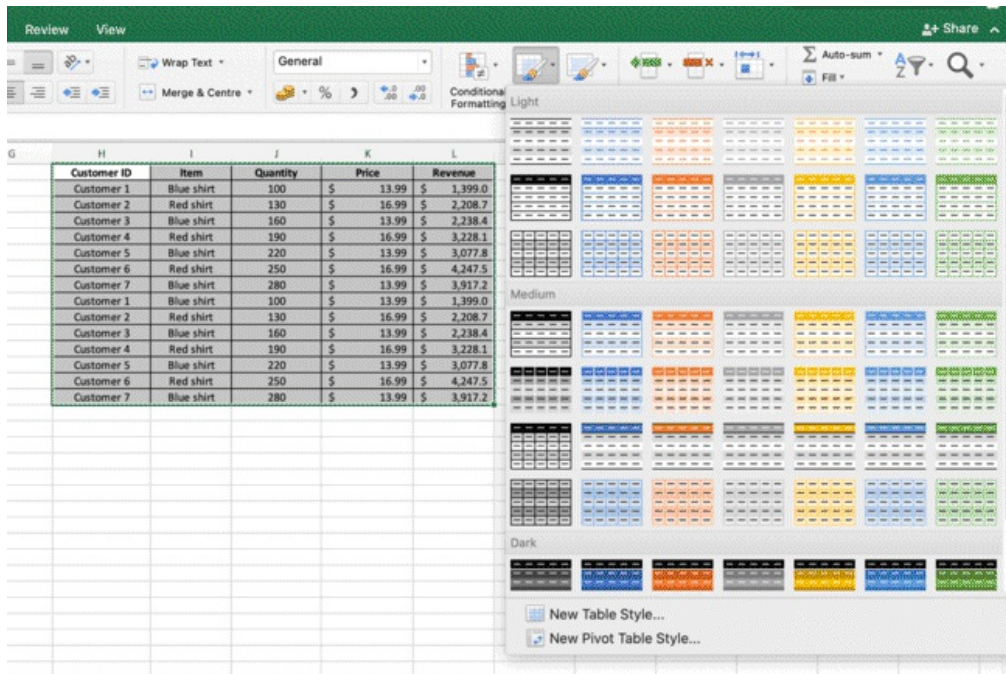 Review View Share
Wrap Text General Auto-sum
Merge & Centre % Conditional Formatting Fill
Light
G H I J K L
Customer ID Item Quantity Price Revenue
Customer 1 Blue shirt 100 $ 13.99 $ 1,399.0
Customer 2 Red shirt 130 $ 16.99 $ 2,208.7
Customer 3 Blue shirt 160 $ 13.99 $ 2,238.4
Customer 4 Red shirt 190 $ 16.99 $ 3,228.1
Customer 5 Blue shirt 220 $ 13.99 $ 3,077.8
Customer 6 Red shirt 250 $ 16.99 $ 4,247.5
Customer 7 Blue shirt 280 $ 13.99 $ 3,917.2
Customer 1 Blue shirt 100 $ 13.99 $ 1,399.0
Customer 2 Red shirt 130 $ 16.99 $ 2,208.7
Customer 3 Blue shirt 160 $ 13.99 $ 2,238.4
Customer 4 Red shirt 190 $ 16.99 $ 3,228.1
Customer 5 Blue shirt 220 $ 13.99 $ 3,077.8
Customer 6 Red shirt 250 $ 16.99 $ 4,247.5
Customer 7 Blue shirt 280 $ 13.99 $ 3,917.2
Medium
Dark
New Table Style...
New Pivot Table Style...